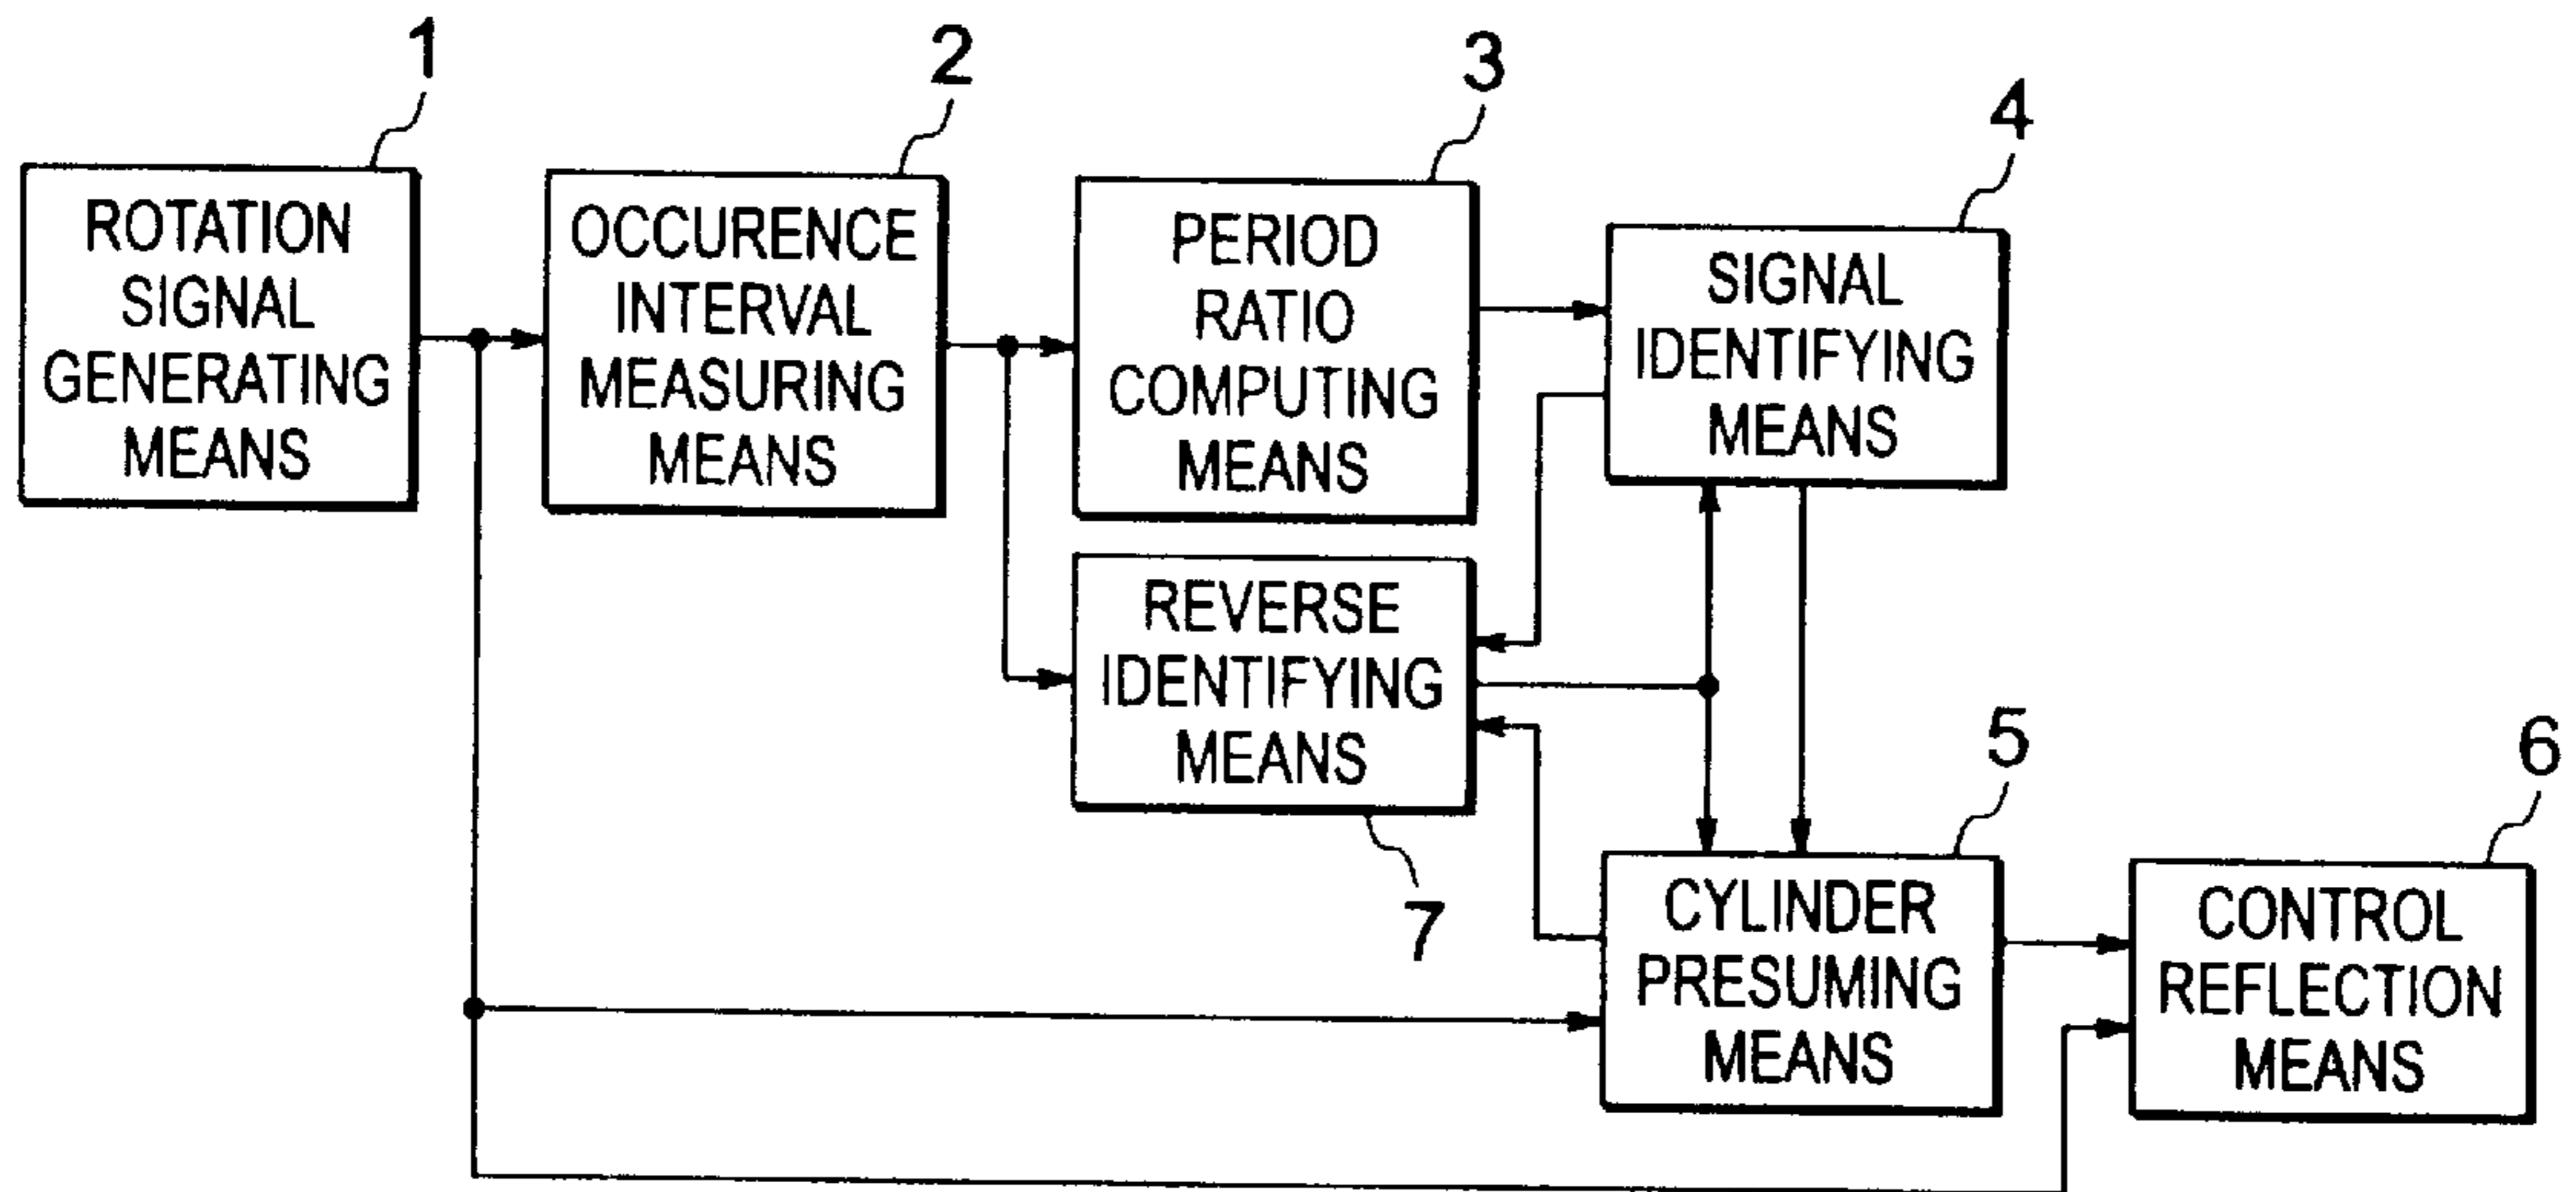 1
ROTATION
SIGNAL
GENERATING
MEANS
2
OCCURENCE
INTERVAL
MEASURING
MEANS
3
PERIOD
RATIO
COMPUTING
MEANS
4
SIGNAL
IDENTIFYING
MEANS
REVERSE
IDENTIFYING
MEANS
7
5
CYLINDER
PRESUMING
MEANS
6
CONTROL
REFLECTION
MEANS